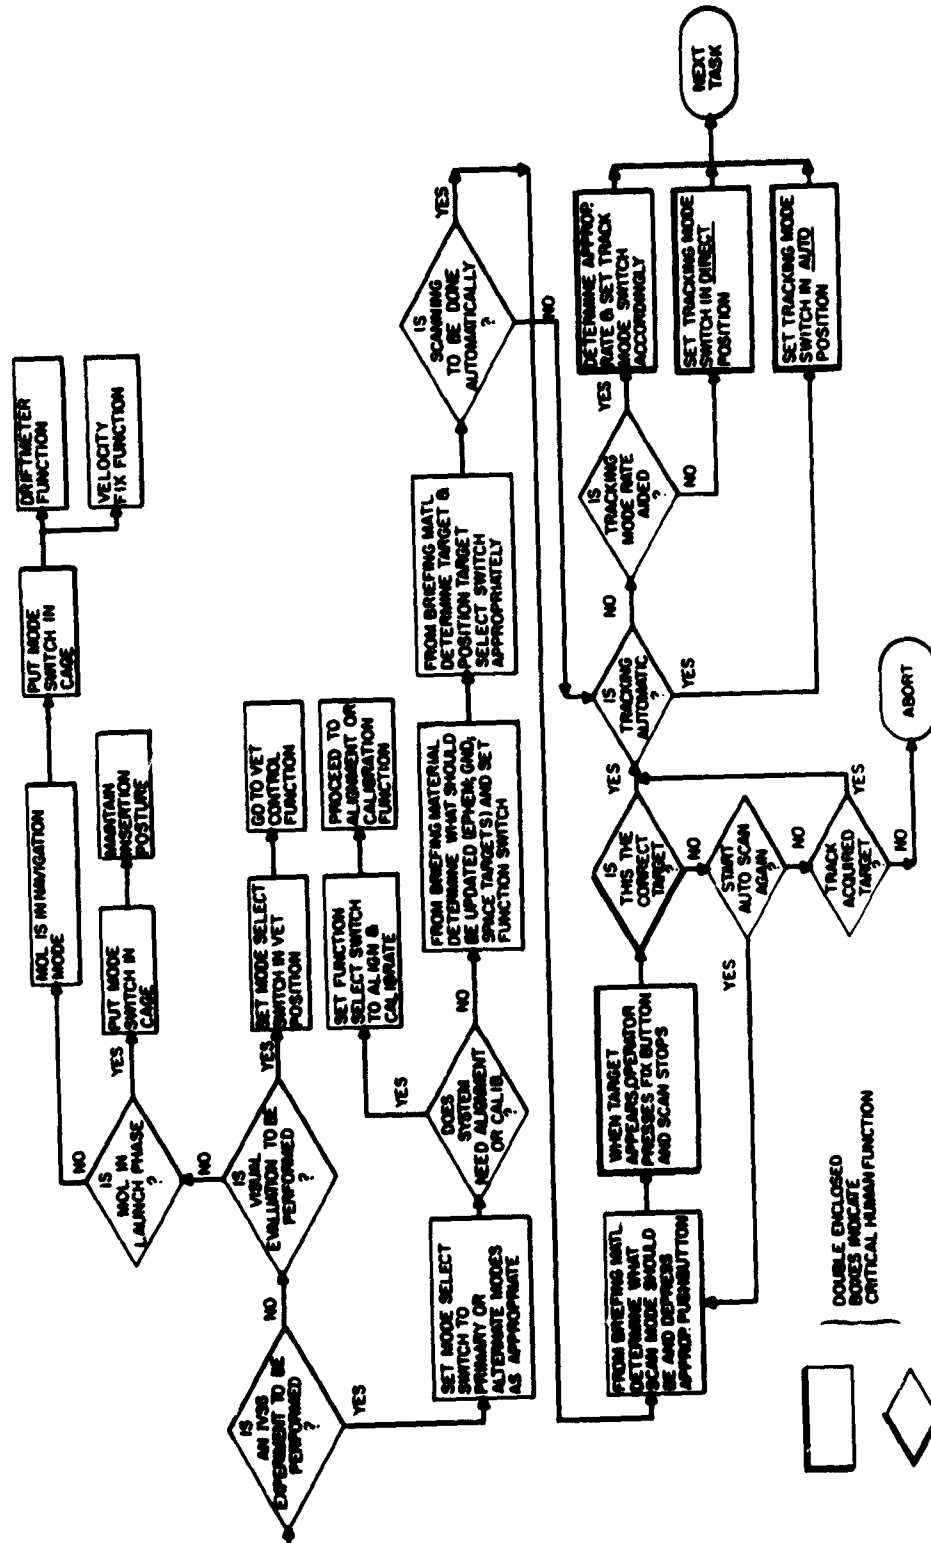 IS
AN IVSS
EXPERIMENT TO BE
PERFORMED
?
NO
YES
IS
VISUAL
EVALUATION TO BE
PERFORMED
?
NO
YES
IS
MOL IN
LAUNCH PHASE
?
NO
YES
MOL IS IN NAVIGATION
MODE
PUT MODE
SWITCH IN
CAGE
DRIFTMETER
FUNCTION
VELOCITY
FIX FUNCTION
PUT MODE
SWITCH IN
CAGE
MAINTAIN
INSERTION
POSTURE
SET MODE SELECT
SWITCH IN VET
POSITION
GO TO VET
CONTROL
FUNCTION
SET MODE SELECT
SWITCH TO
PRIMARY OR
ALTERNATE MODES
AS APPROPRIATE
DOES
SYSTEM
NEED ALIGNMENT
OR CALIB.
?
YES
NO
SET FUNCTION
SELECT SWITCH
TO ALIGN &
CALIBRATE
PROCEED TO
ALIGNMENT OR
CALIBRATION
FUNCTION
FROM BRIEFING MATERIAL
DETERMINE WHAT SHOULD
BE UPDATED (EPHEM, GND,
SPACE TARGETS) AND SET
FUNCTION SWITCH
FROM BRIEFING MATL
DETERMINE TARGET &
POSITION TARGET
SELECT SWITCH
APPROPRIATELY
IS
SCANNING
TO BE DONE
AUTOMATICALLY
?
YES
NO
FROM BRIEFING MATL
DETERMINE WHAT
SCAN MODE SHOULD
BE AND DEPRESS
APPROP. PUSHBUTTON
WHEN TARGET
APPEARS, OPERATOR
PRESSES FIX BUTTON
AND SCAN STOPS
IS
THIS THE
CORRECT
TARGET
?
YES
NO
START
AUTO SCAN
AGAIN
?
YES
NO
TRACK
ACQUIRED
TARGET
?
YES
NO
ABORT
IS
TRACKING
AUTOMATIC
?
NO
YES
IS
TRACKING
MODE RATE
AIDED
?
YES
NO
DETERMINE APPROP.
RATE & SET TRACK
MODE SWITCH
ACCORDINGLY
SET TRACKING MODE
SWITCH IN DIRECT
POSITION
SET TRACKING MODE
SWITCH IN AUTO
POSITION
NEXT
TASK
DOUBLE ENCLOSED
BOXES INDICATE
CRITICAL HUMAN FUNCTION